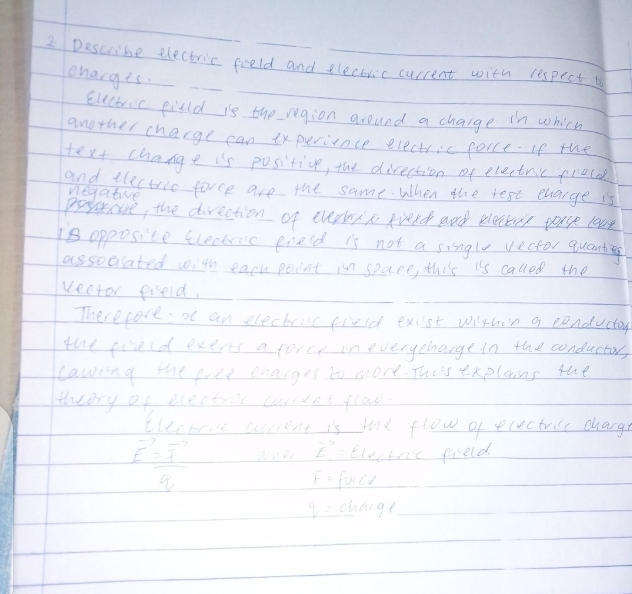 2. Describe electric field and electric current with respect to
charges.
Electric field is the region around a charge in which
another charge can experience electric force. If the
text charge is positive, the direction of electric field
and electric force are the same. When the test charge is
negative
, the direction of electric field and electric force
is opposite Electric field is not a single vector quantity
associated with each point in space, this is called the
vector field.
Therefore: an electric field exist within a conductor
the field exerts a force on every charge in the conductor,
causing the free charges to move. This explains the
theory of electric current flow.
Electric current is the flow of electric charge
E = F where E = Electric field
q F = force
q = charge